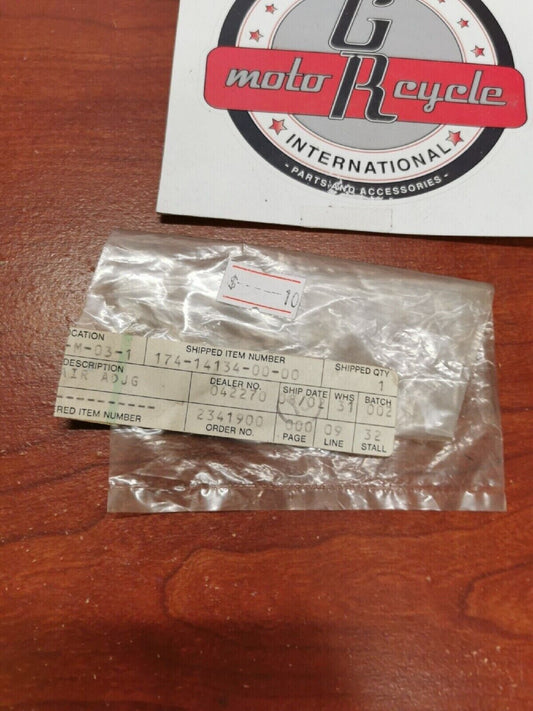 GR
moto Rcycle
INTERNATIONAL
- PARTS AND ACCESSORIES -
$-----10
CATION SHIPPED ITEM NUMBER SHIPPED QTY
-M-03-1 174-14134-00-00 1
DESCRIPTION DEALER NO. SHIP DATE WHS BATCH
AIR ADJG 042270 31 002
2341900 000 09 32
RED ITEM NUMBER ORDER NO. PAGE LINE STALL